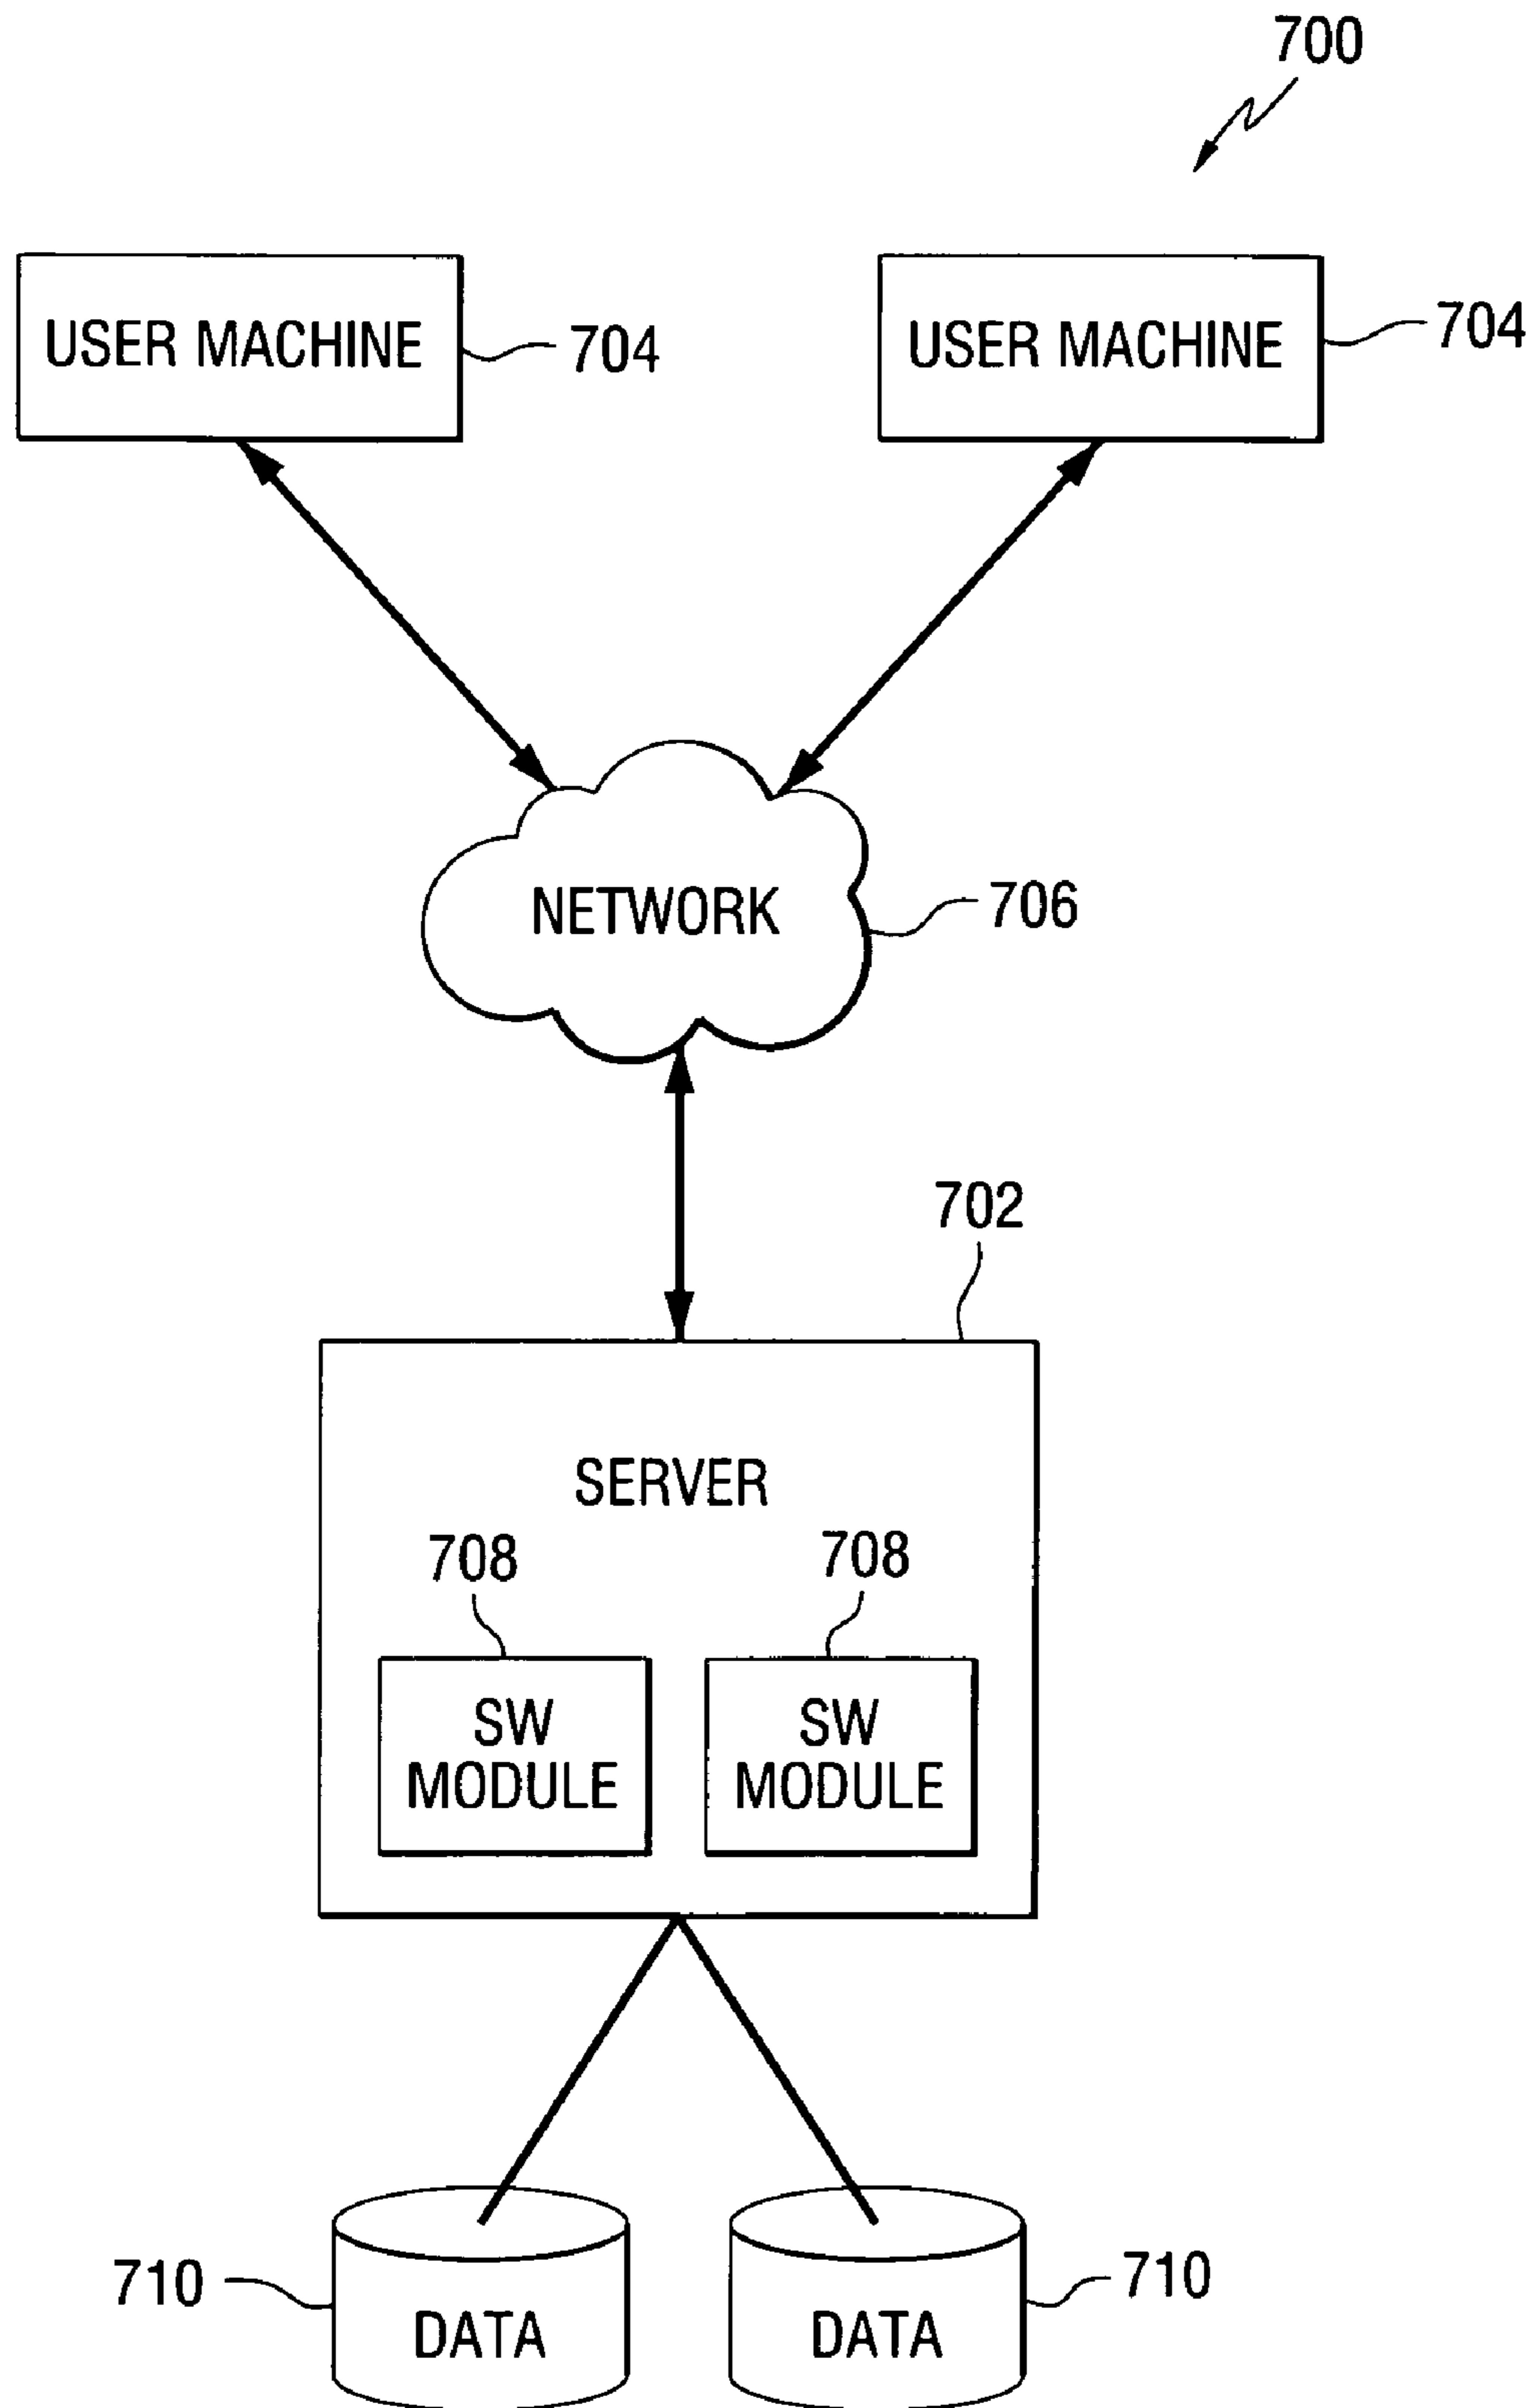 700
USER MACHINE
704
USER MACHINE
704
NETWORK
706
702
SERVER
708
708
SW
MODULE
SW
MODULE
710
DATA
DATA
710